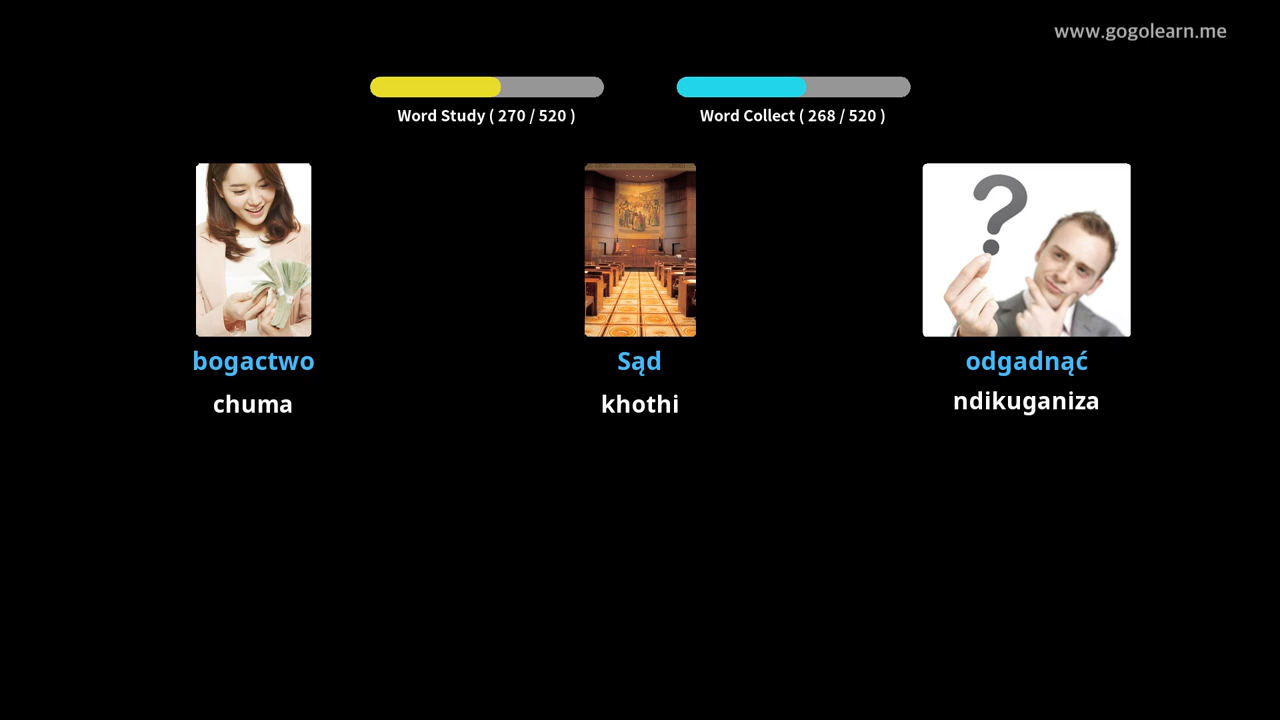 www.gogolearn.me
Word Study ( 270 / 520 )
Word Collect ( 268 / 520 )
bogactwo
Sąd
odgadnąć
chuma
khothi
ndikuganiza